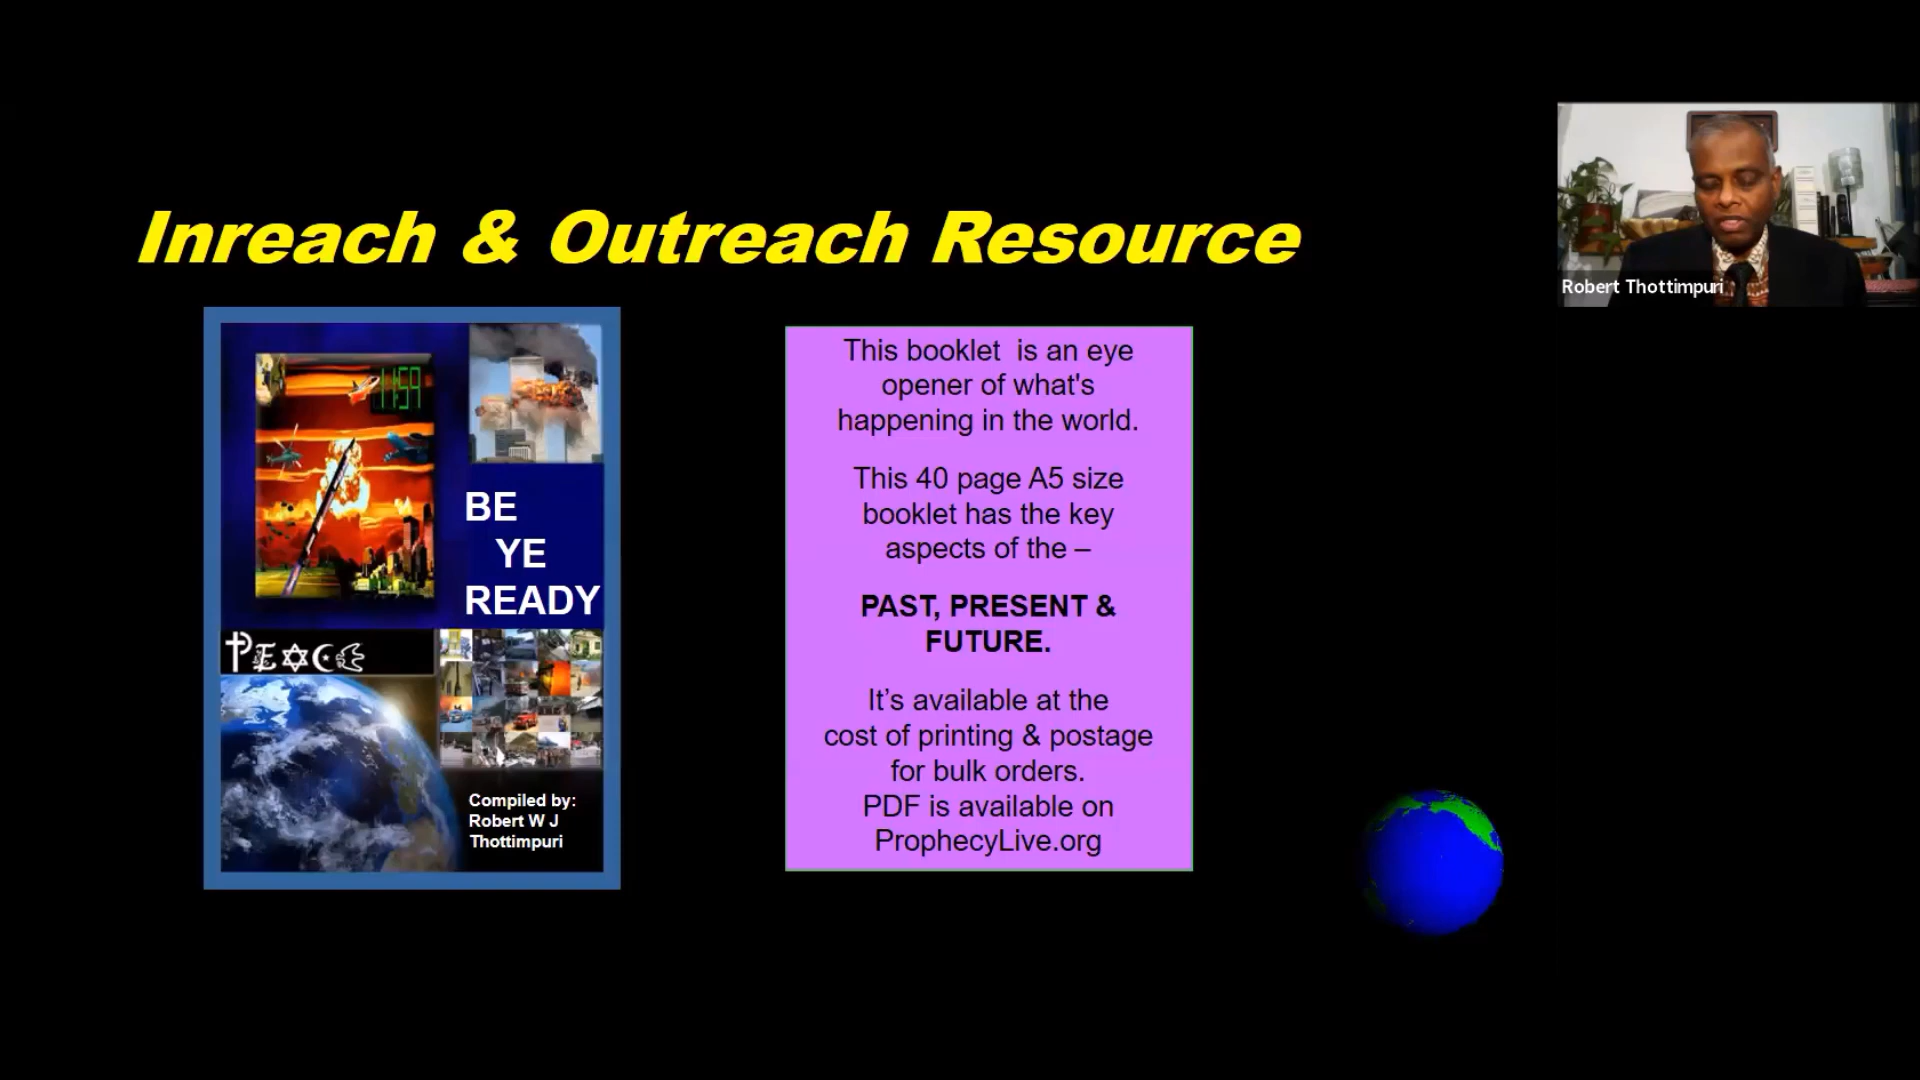 Inreach & Outreach Resource
11:59
BE
YE
READY
PEACE
Compiled by:
Robert W J
Thottimpuri
This booklet  is an eye
opener of what's
happening in the world.
This 40 page A5 size
booklet has the key
aspects of the –
PAST, PRESENT &
FUTURE.
It’s available at the
cost of printing & postage
for bulk orders.
PDF is available on
ProphecyLive.org
Robert Thottimpuri